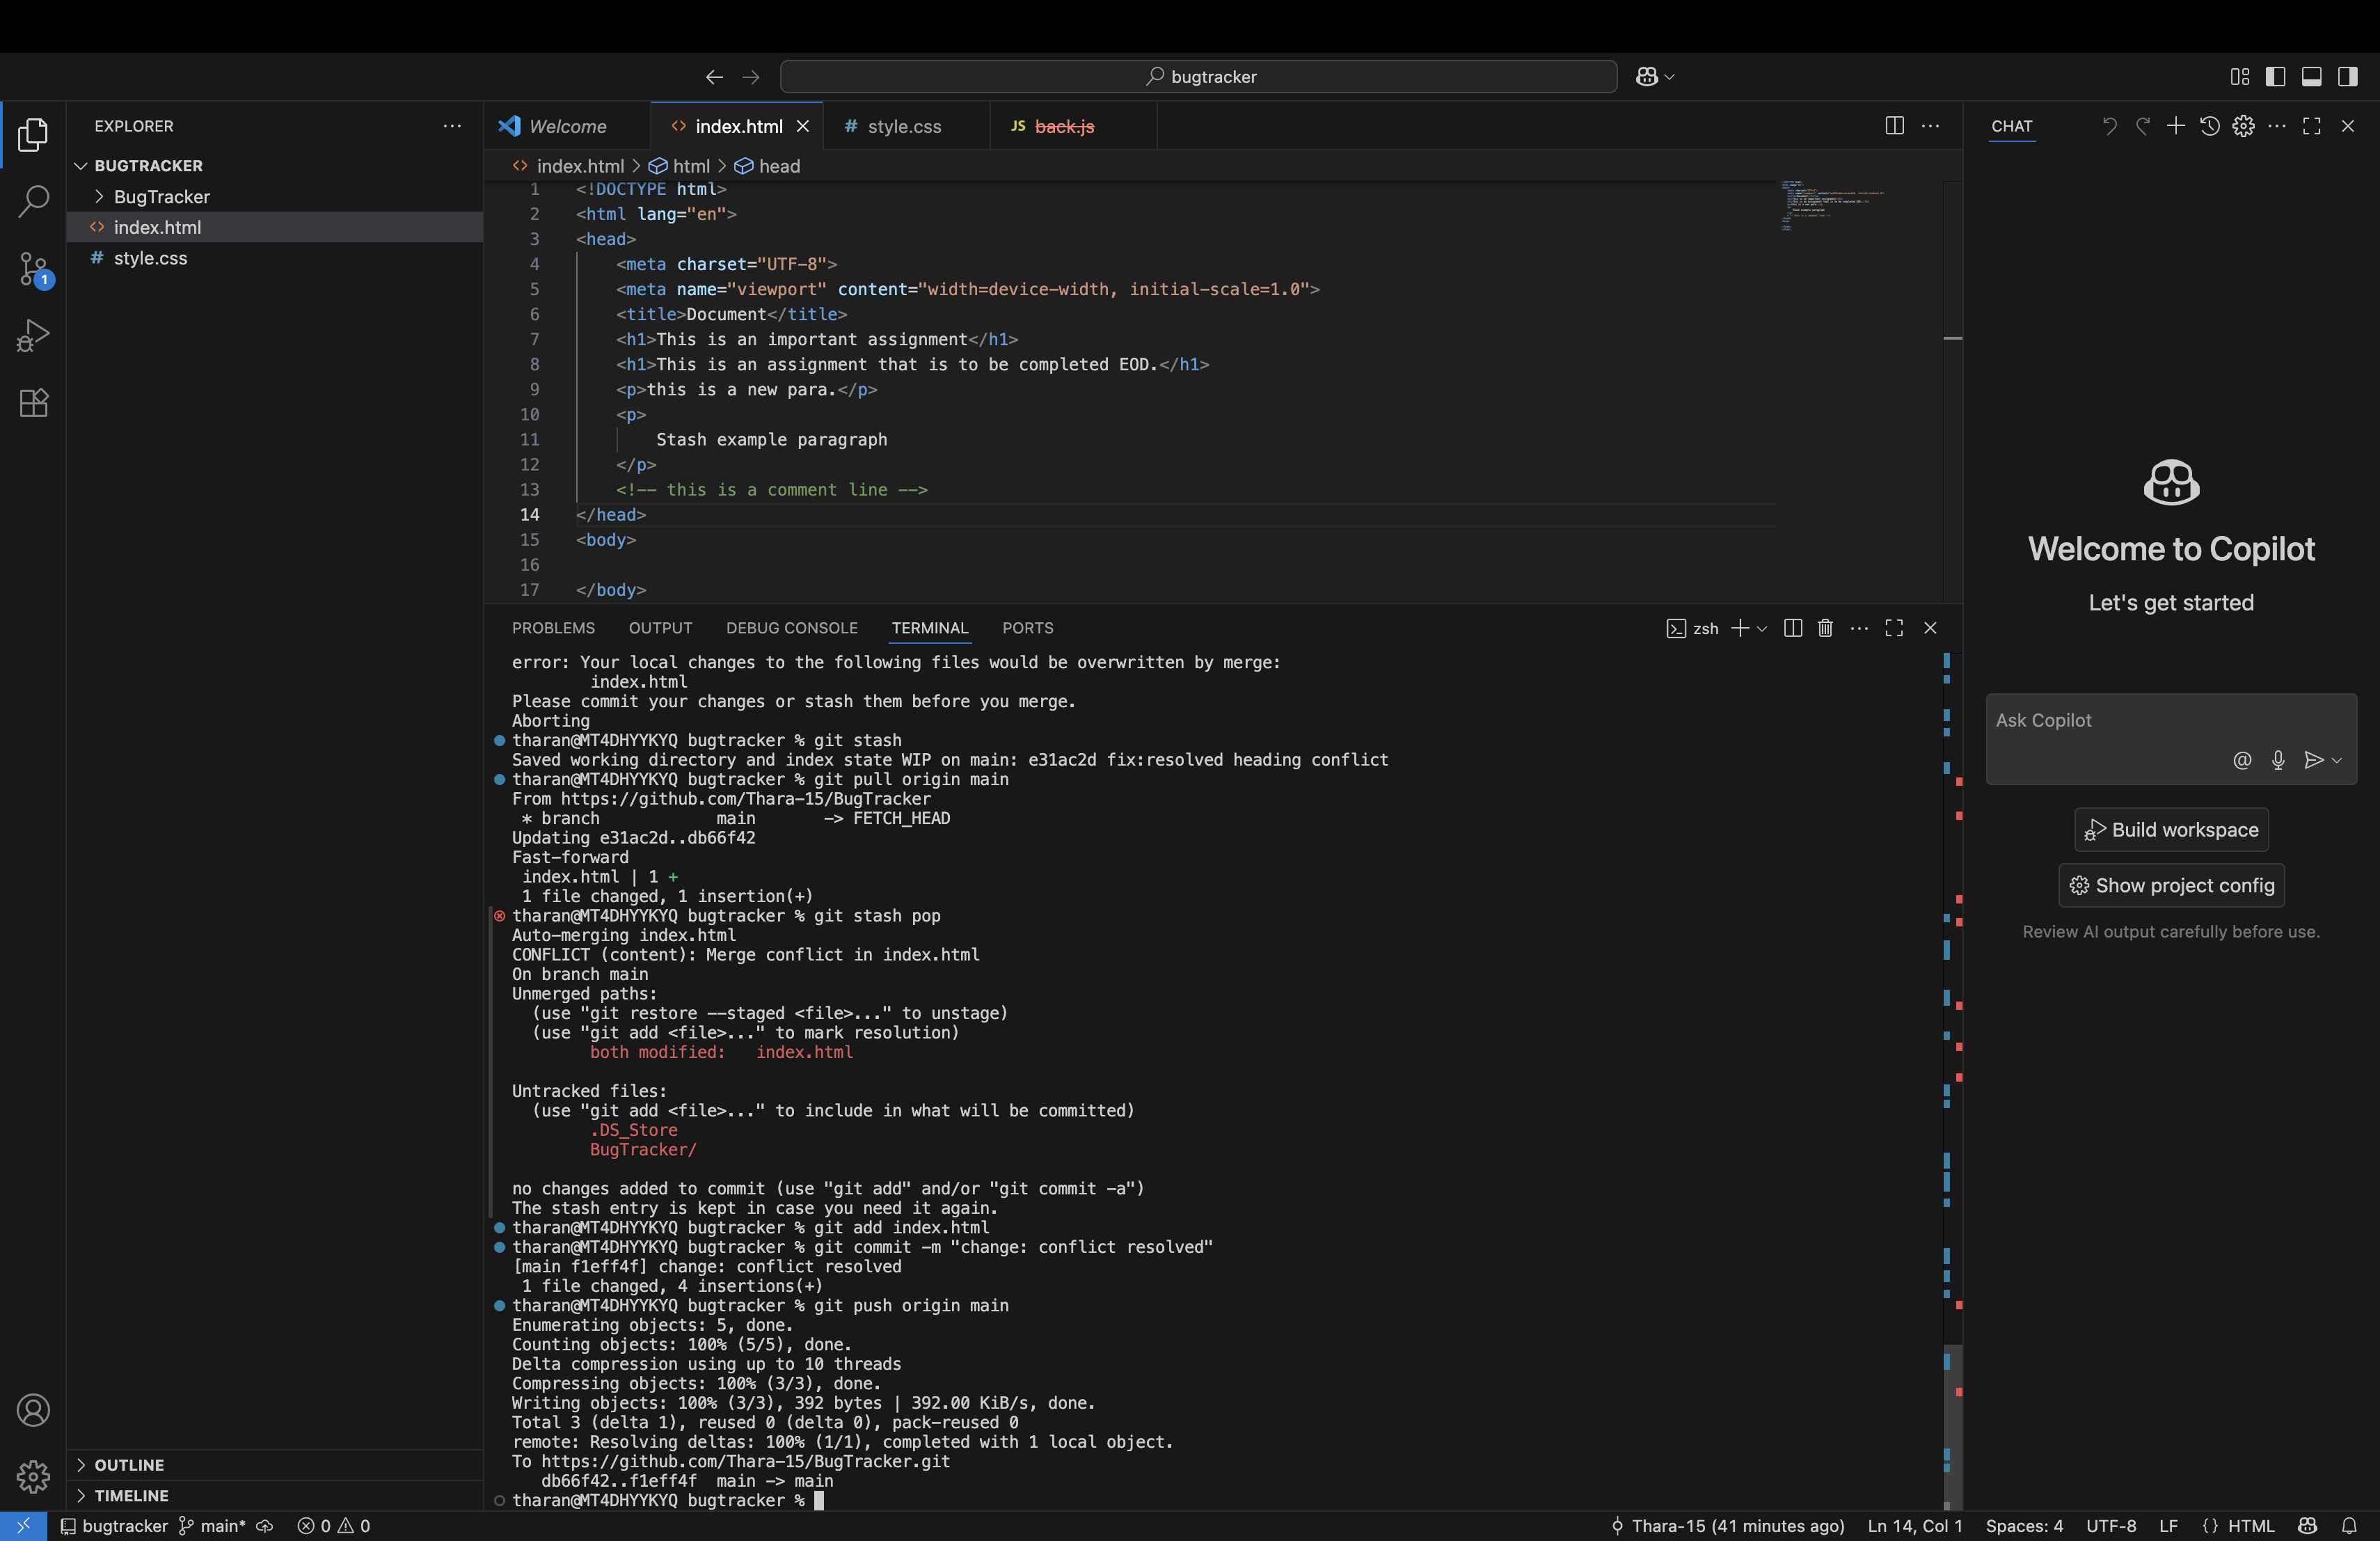 bugtracker
EXPLORER
BUGTRACKER
BugTracker
index.html
style.css
1
OUTLINE
TIMELINE
Welcome
index.html
style.css
JS back.js
index.html > html > head
1 <!DOCTYPE html>
2 <html lang="en">
3 <head>
4 <meta charset="UTF-8">
5 <meta name="viewport" content="width=device-width, initial-scale=1.0">
6 <title>Document</title>
7 <h1>This is an important assignment</h1>
8 <h1>This is an assignment that is to be completed EOD.</h1>
9 <p>this is a new para.</p>
10 <p>
11 Stash example paragraph
12 </p>
13 <!-- this is a comment line -->
14 </head>
15 <body>
16
17 </body>
PROBLEMS OUTPUT DEBUG CONSOLE TERMINAL PORTS
zsh
error: Your local changes to the following files would be overwritten by merge:
index.html
Please commit your changes or stash them before you merge.
Aborting
tharan@MT4DHYYKYQ bugtracker % git stash
Saved working directory and index state WIP on main: e31ac2d fix:resolved heading conflict
tharan@MT4DHYYKYQ bugtracker % git pull origin main
From https://github.com/Thara-15/BugTracker
* branch main -> FETCH_HEAD
Updating e31ac2d..db66f42
Fast-forward
index.html | 1 +
1 file changed, 1 insertion(+)
tharan@MT4DHYYKYQ bugtracker % git stash pop
Auto-merging index.html
CONFLICT (content): Merge conflict in index.html
On branch main
Unmerged paths:
(use "git restore --staged <file>..." to unstage)
(use "git add <file>..." to mark resolution)
both modified: index.html
Untracked files:
(use "git add <file>..." to include in what will be committed)
.DS_Store
BugTracker/
no changes added to commit (use "git add" and/or "git commit -a")
The stash entry is kept in case you need it again.
tharan@MT4DHYYKYQ bugtracker % git add index.html
tharan@MT4DHYYKYQ bugtracker % git commit -m "change: conflict resolved"
[main f1eff4f] change: conflict resolved
1 file changed, 4 insertions(+)
tharan@MT4DHYYKYQ bugtracker % git push origin main
Enumerating objects: 5, done.
Counting objects: 100% (5/5), done.
Delta compression using up to 10 threads
Compressing objects: 100% (3/3), done.
Writing objects: 100% (3/3), 392 bytes | 392.00 KiB/s, done.
Total 3 (delta 1), reused 0 (delta 0), pack-reused 0
remote: Resolving deltas: 100% (1/1), completed with 1 local object.
To https://github.com/Thara-15/BugTracker.git
db66f42..f1eff4f main -> main
tharan@MT4DHYYKYQ bugtracker %
CHAT
Welcome to Copilot
Let's get started
Ask Copilot
Build workspace
Show project config
Review AI output carefully before use.
bugtracker main* 0 0
Thara-15 (41 minutes ago) Ln 14, Col 1 Spaces: 4 UTF-8 LF {} HTML